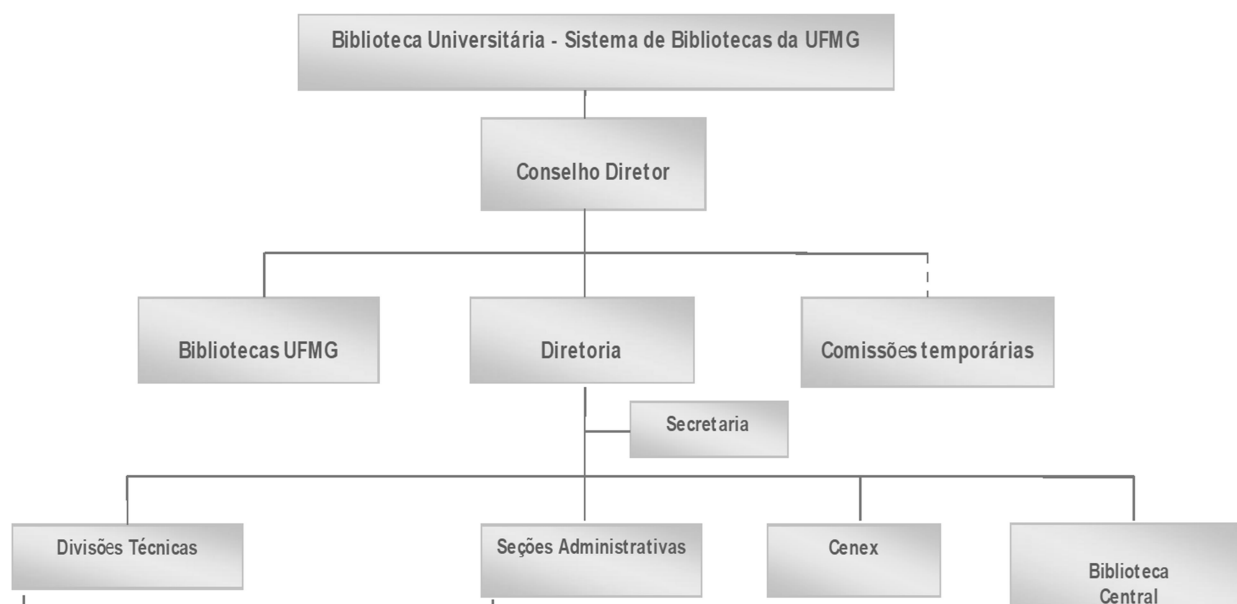 Biblioteca Universitária - Sistema de Bibliotecas da UFMG
Conselho Diretor
Bibliotecas UFMG
Diretoria
Comissões temporárias
Secretaria
Divisões Técnicas
Seções Administrativas
Cenex
Biblioteca
Central